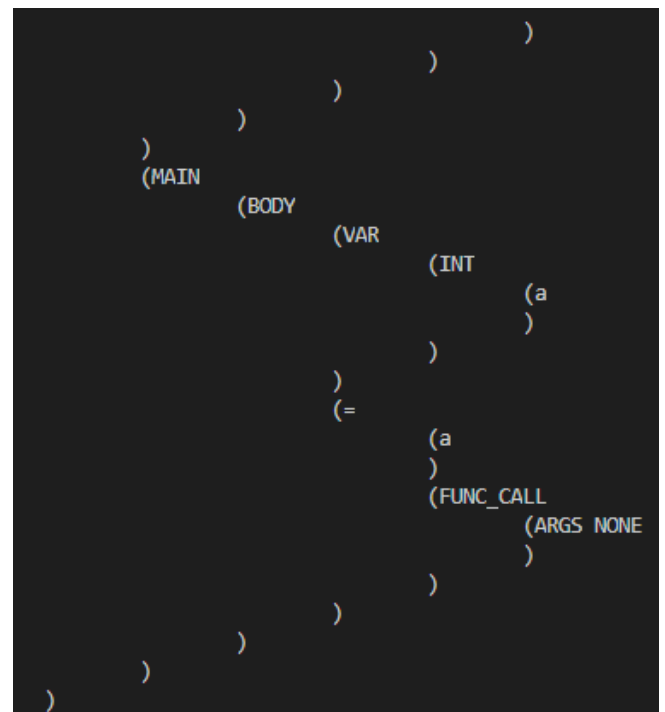 )
)
)
)
)
(MAIN
(BODY
(VAR
(INT
(a
)
)
)
(=
(a
)
(FUNC_CALL
(ARGS NONE
)
)
)
)
)
)